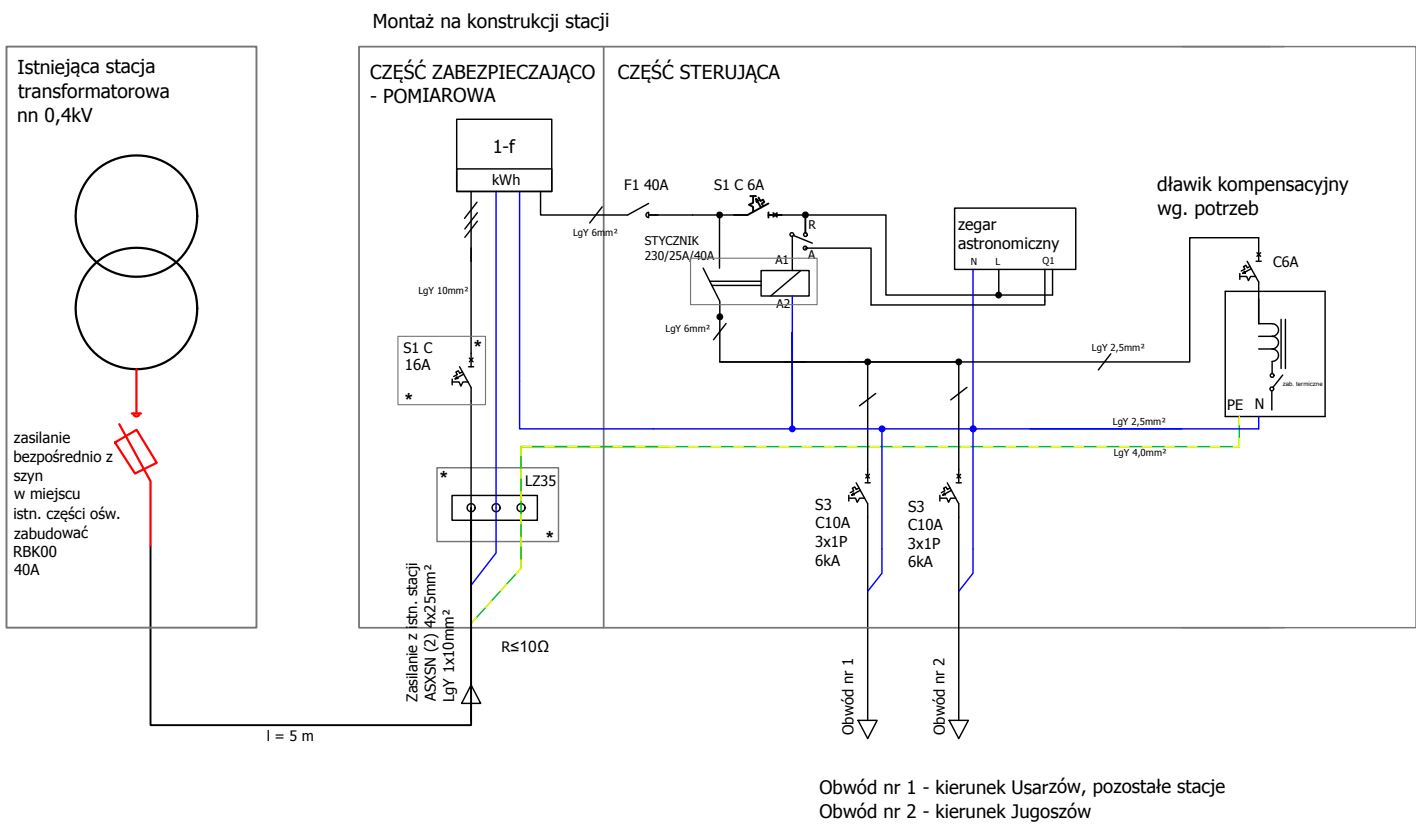 Montaż na konstrukcji stacji
Istniejąca stacja
transformatorowa
nn 0,4kV
CZĘŚĆ ZABEZPIECZAJĄCO
- POMIAROWA
CZĘŚĆ STERUJĄCA
1-f
kWh
F1 40A
S1 C 6A
LgY 6mm²
STYCZNIK
230/25A/40A
R
A
A1
A2
zegar
astronomiczny
N L Q1
dławik kompensacyjny
wg. potrzeb
C6A
LgY 10mm²
LgY 6mm²
LgY 2,5mm²
zab. termiczne
PE N
S1 C
16A
*
*
LgY 2,5mm²
LgY 4,0mm²
zasilanie
bezpośrednio z
szyn
w miejscu
istn. części ośw.
zabudować
RBK00
40A
*
LZ35
*
S3
C10A
3x1P
6kA
S3
C10A
3x1P
6kA
Zasilanie z istn. stacji
ASXSN (2) 4x25mm²
LgY 1x10mm²
R≤10Ω
Obwód nr 1
Obwód nr 2
l = 5 m
Obwód nr 1 - kierunek Usarzów, pozostałe stacje
Obwód nr 2 - kierunek Jugoszów